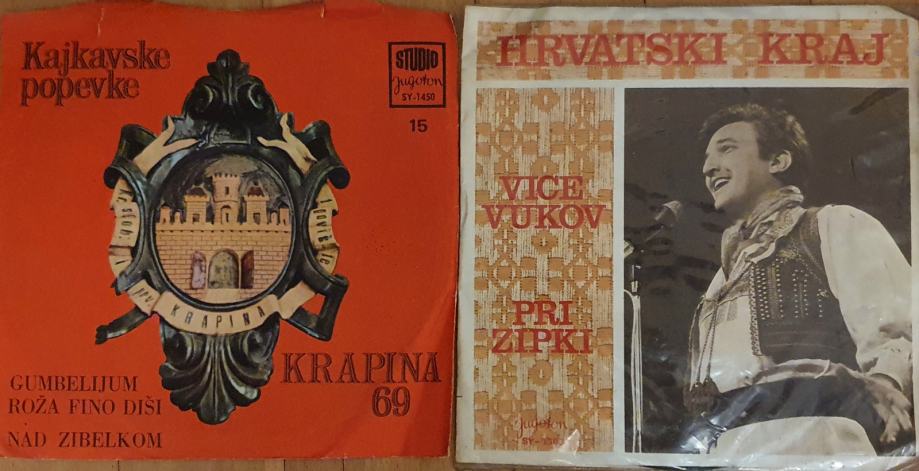 Kajkavske
popevke
STUDIO
Jugoton
SY-1450
15
KRAPINA
KRAPINA
69
GUMBELIJUM
ROŽA FINO DIŠI
NAD ZIBELKOM
HRVATSKI KRAJ
VICE
VUKOV
PRI
ZIPKI
Jugoton